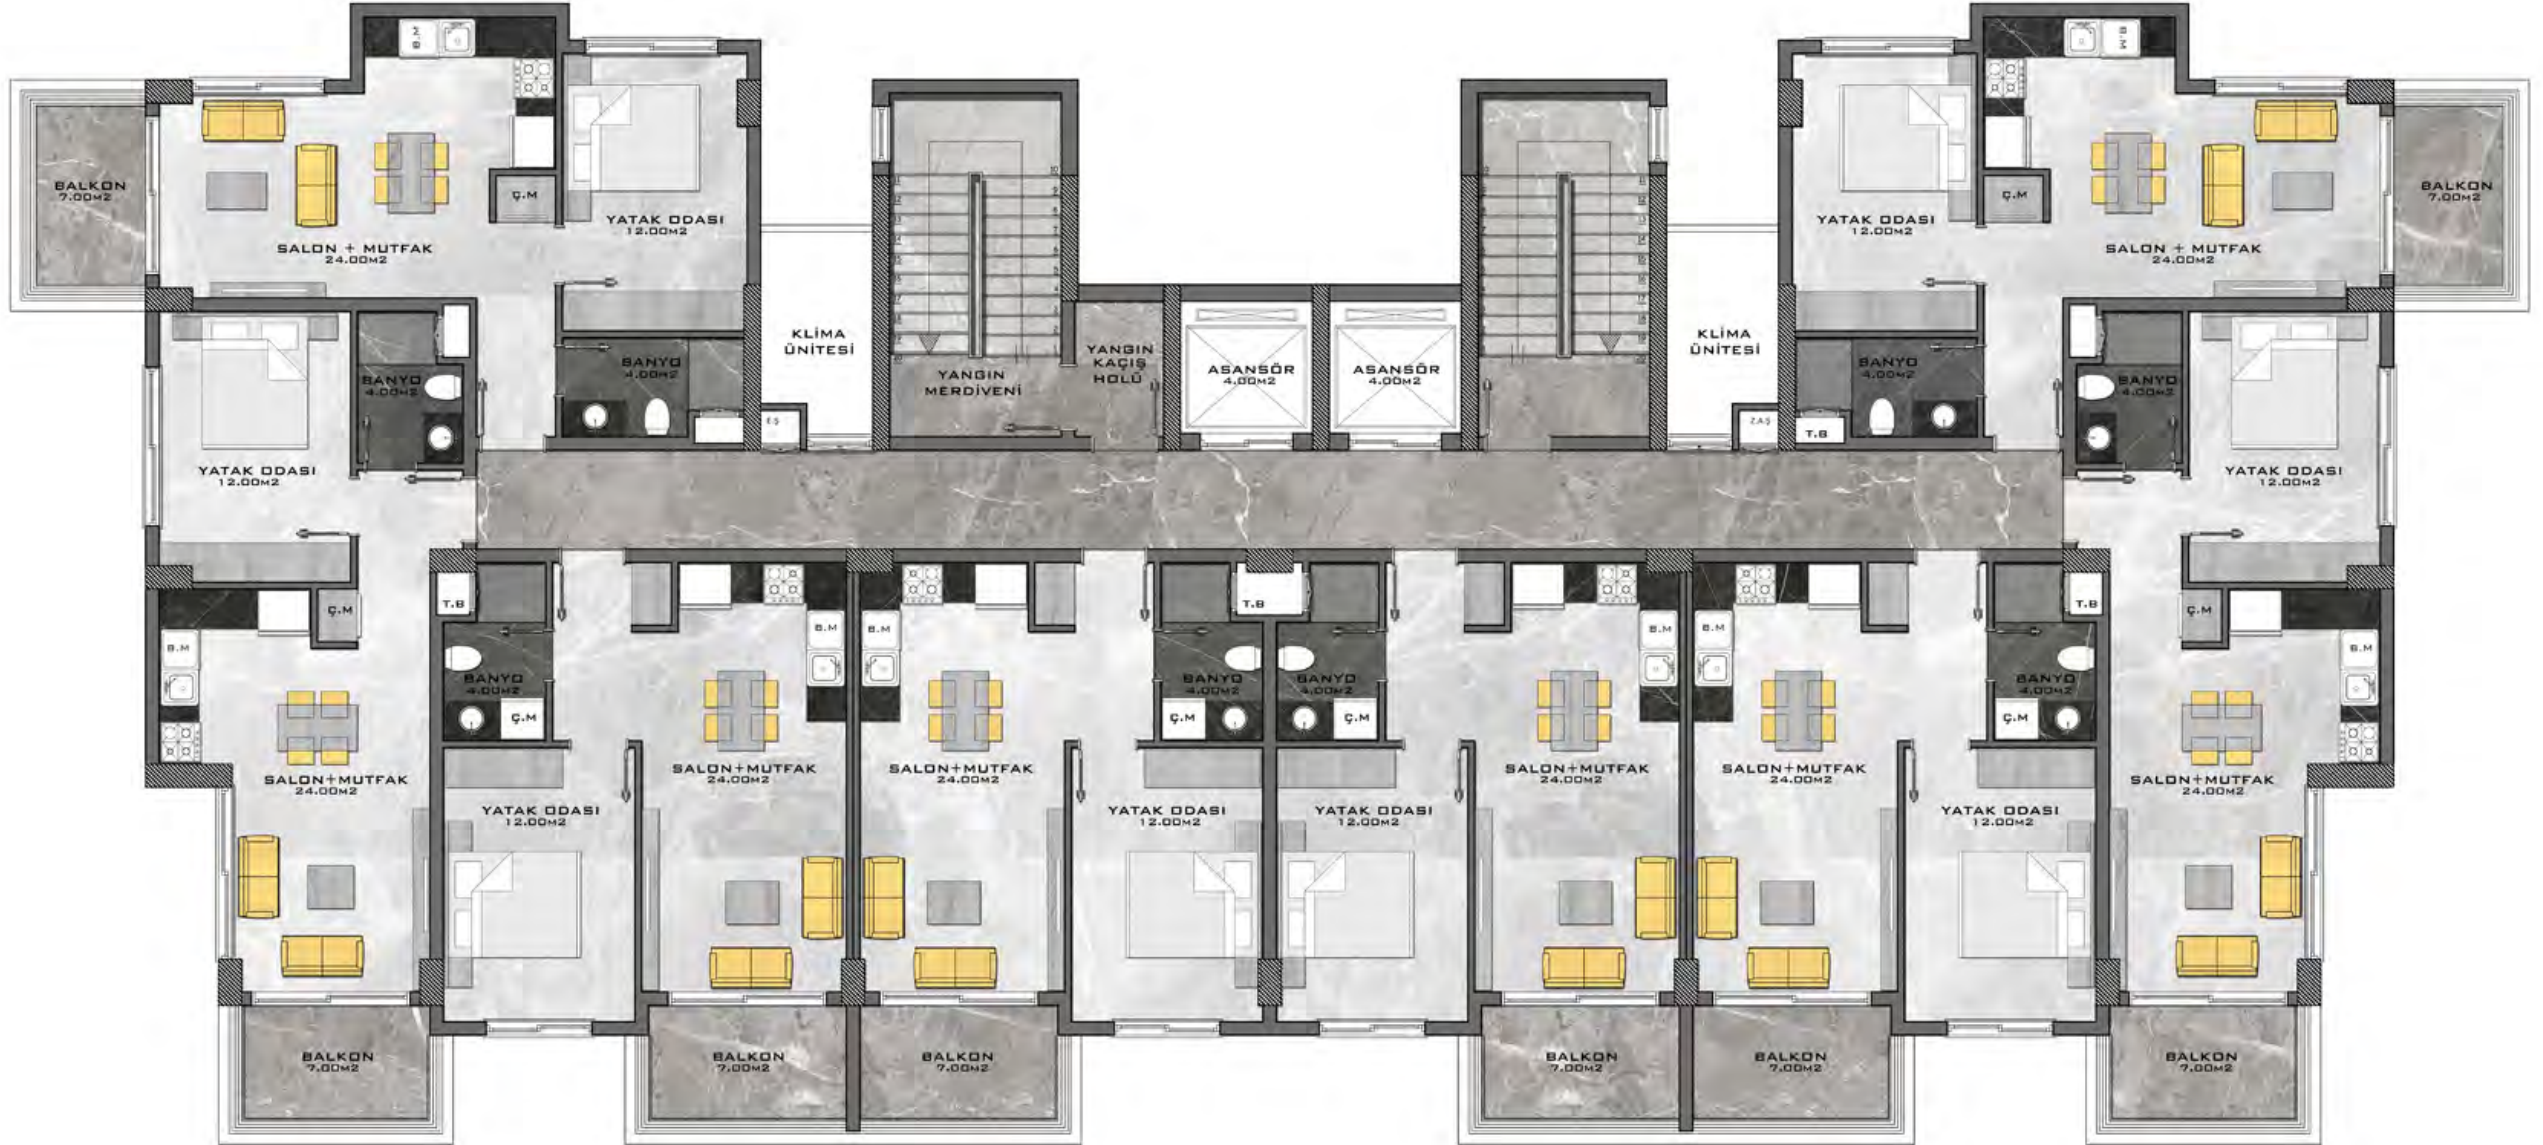 B.M
BALKON
7.00M2
Ç.M
YATAK ODASI
12.00M2
SALON + MUTFAK
24.00M2
B.M
YATAK ODASI
12.00M2
Ç.M
SALON + MUTFAK
24.00M2
BALKON
7.00M2
BANYO
4.00M2
BANYO
4.00M2
YATAK ODASI
12.00M2
KLİMA
ÜNİTESİ
E.Ş
YANGIN
MERDİVENİ
YANGIN
KAÇIŞ
HOLÜ
ASANSÖR
4.00M2
ASANSÖR
4.00M2
KLİMA
ÜNİTESİ
Z.A.Ş
T.B
BANYO
4.00M2
BANYO
4.00M2
YATAK ODASI
12.00M2
Ç.M
B.M
SALON+MUTFAK
24.00M2
BALKON
7.00M2
T.B
BANYO
4.00M2
Ç.M
YATAK ODASI
12.00M2
B.M
SALON+MUTFAK
24.00M2
BALKON
7.00M2
B.M
SALON+MUTFAK
24.00M2
BALKON
7.00M2
T.B
BANYO
4.00M2
Ç.M
YATAK ODASI
12.00M2
BANYO
4.00M2
Ç.M
YATAK ODASI
12.00M2
B.M
SALON+MUTFAK
24.00M2
BALKON
7.00M2
B.M
SALON+MUTFAK
24.00M2
BALKON
7.00M2
T.B
BANYO
4.00M2
Ç.M
YATAK ODASI
12.00M2
Ç.M
B.M
SALON+MUTFAK
24.00M2
BALKON
7.00M2